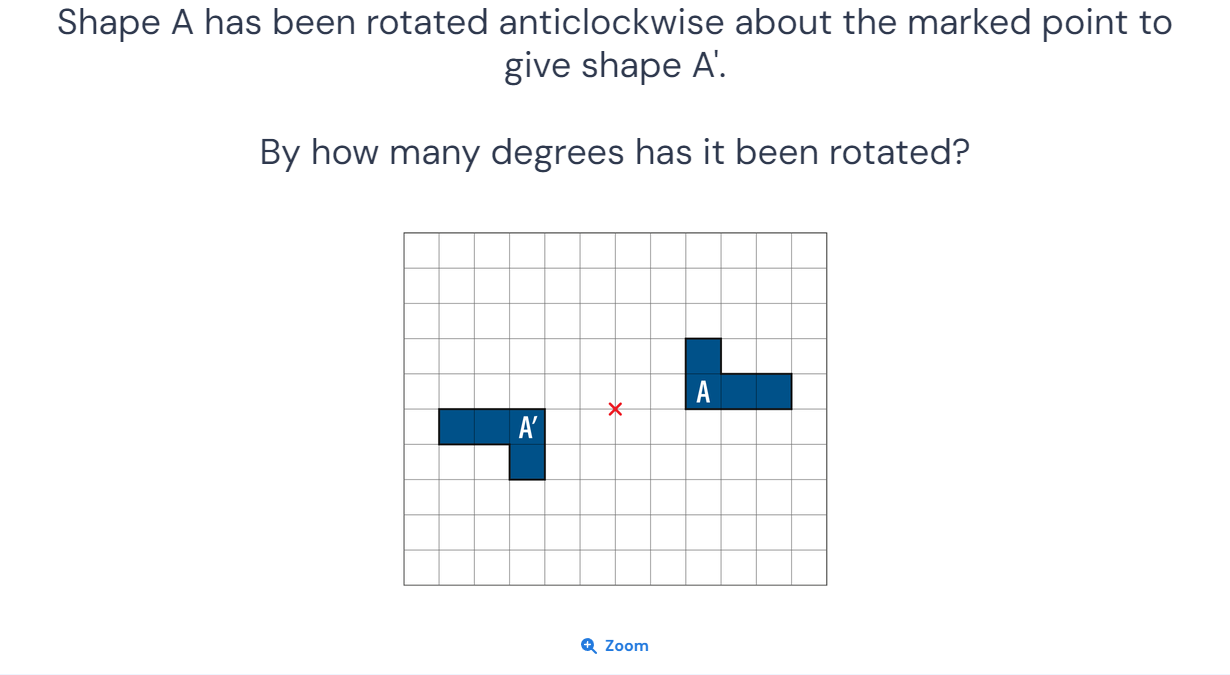 Shape A has been rotated anticlockwise about the marked point to
give shape A'.
By how many degrees has it been rotated?
A
A′
Zoom